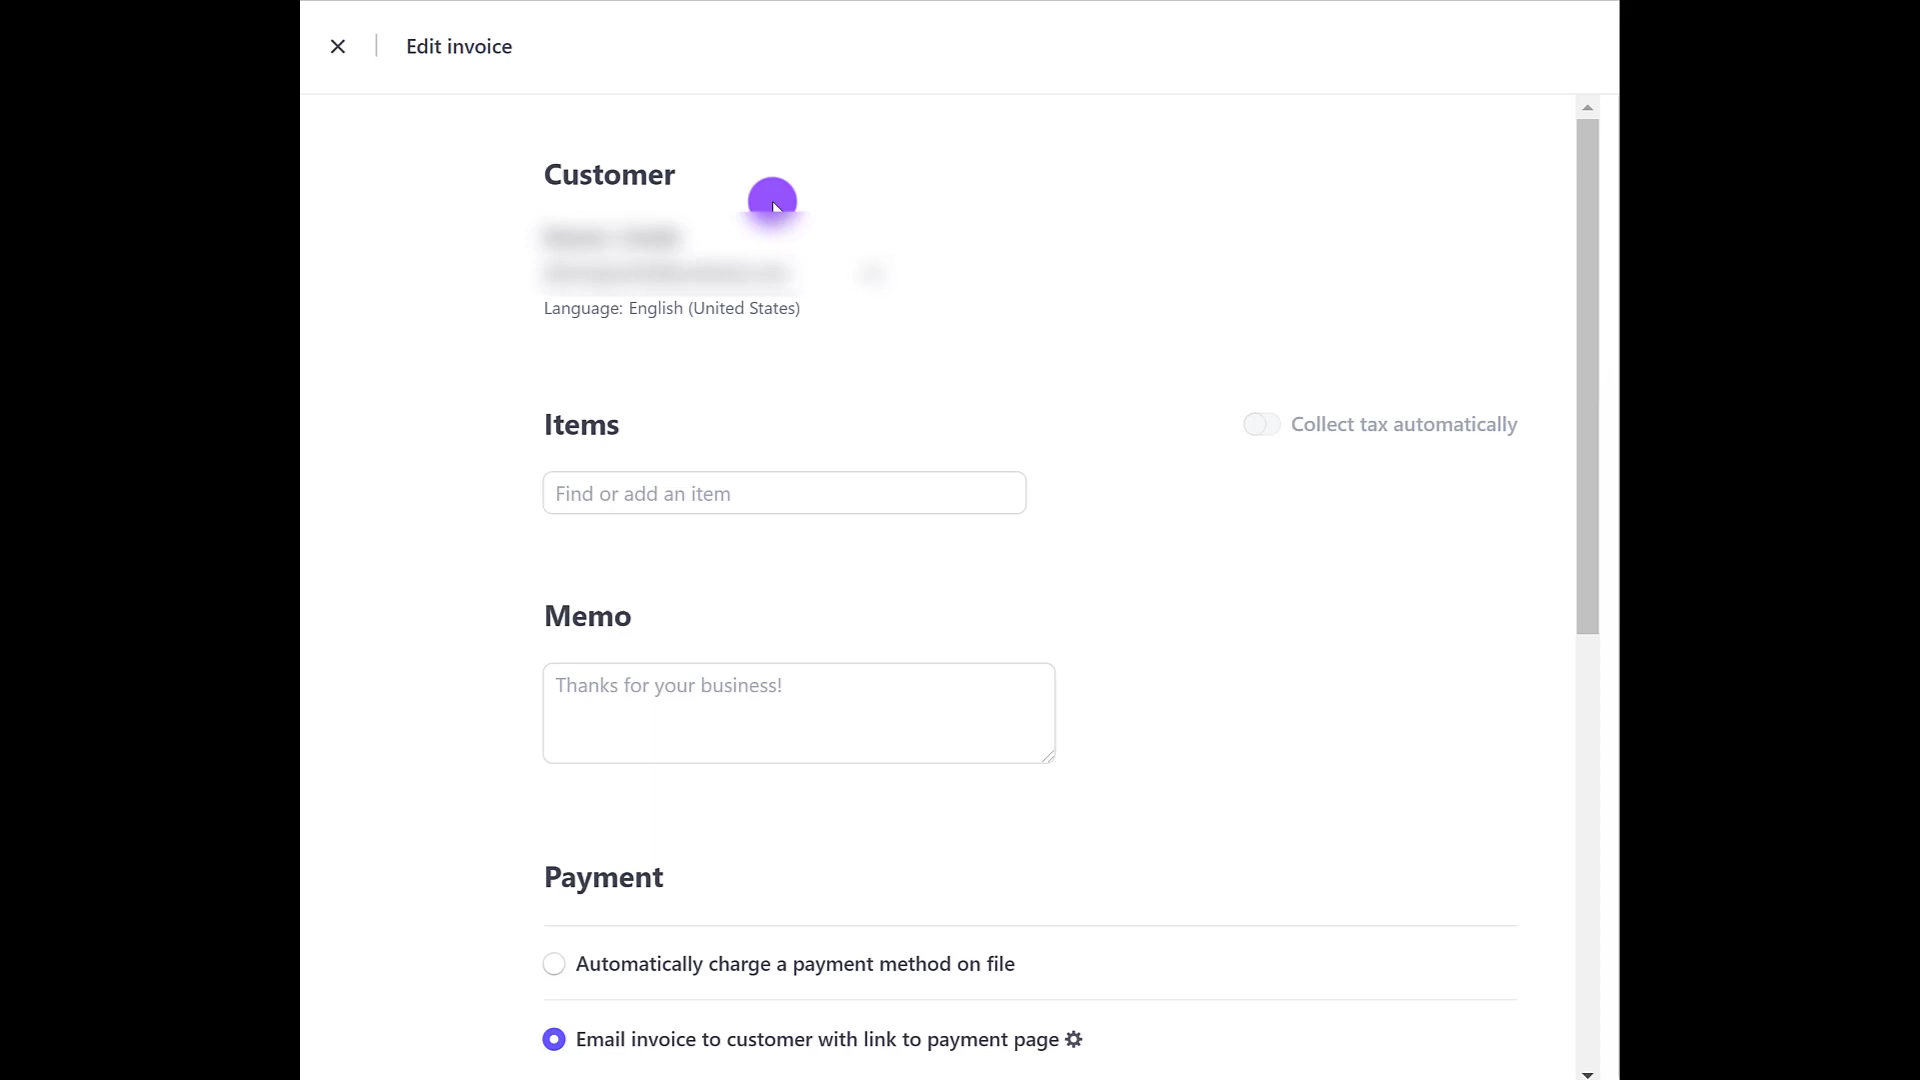 Edit invoice
Customer
Language: English (United States)
Items
Collect tax automatically
Find or add an item
Memo
Thanks for your business!
Payment
Automatically charge a payment method on file
Email invoice to customer with link to payment page